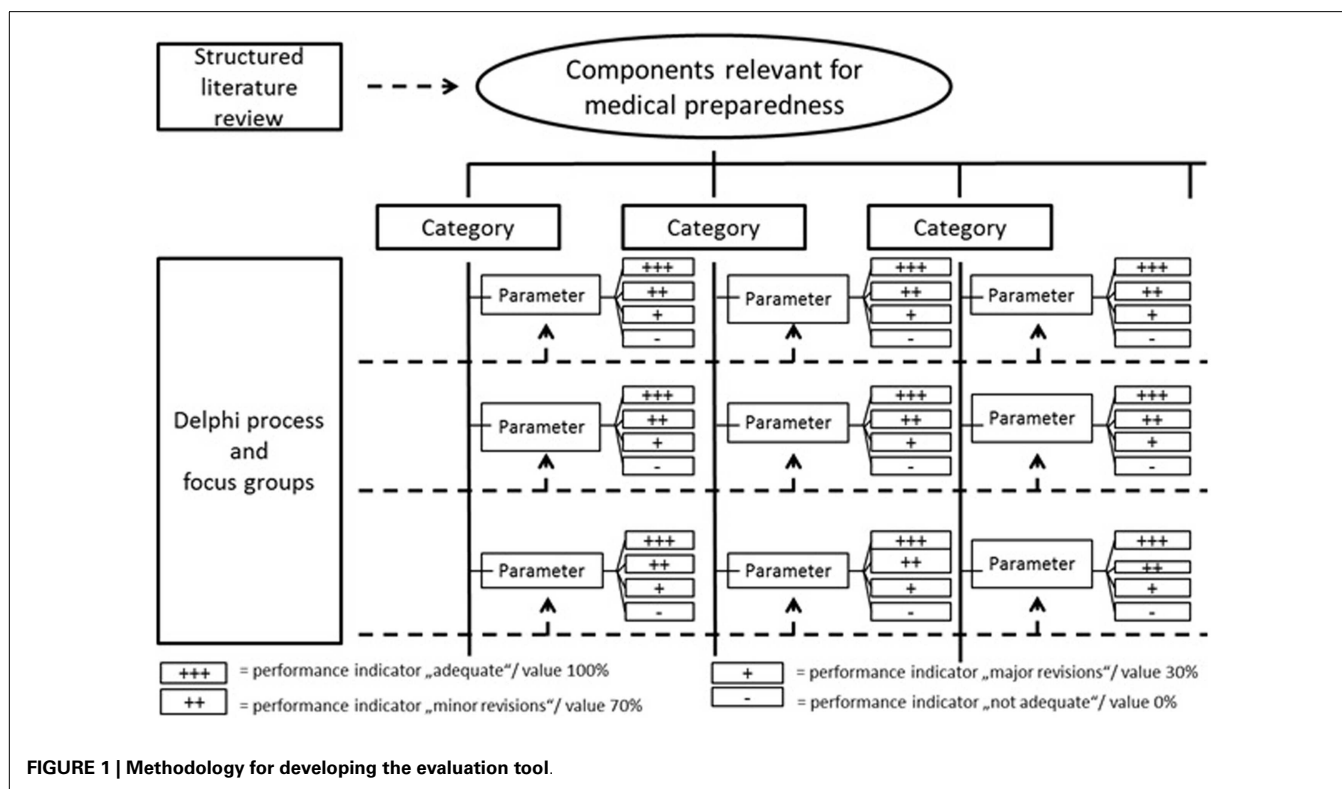 Structured
literature
review
Components relevant for
medical preparedness
Category
Category
Category
Delphi process
and
focus groups
Parameter
+++
++
+
-
Parameter
+++
++
+
-
Parameter
+++
++
+
-
Parameter
+++
++
+
-
Parameter
+++
++
+
-
Parameter
+++
++
+
-
Parameter
+++
++
+
-
Parameter
+++
++
+
-
Parameter
+++
++
+
-
+++ = performance indicator „adequate“/ value 100%
++ = performance indicator „minor revisions“/ value 70%
+ = performance indicator „major revisions“/ value 30%
- = performance indicator „not adequate“/ value 0%
FIGURE 1 | Methodology for developing the evaluation tool.